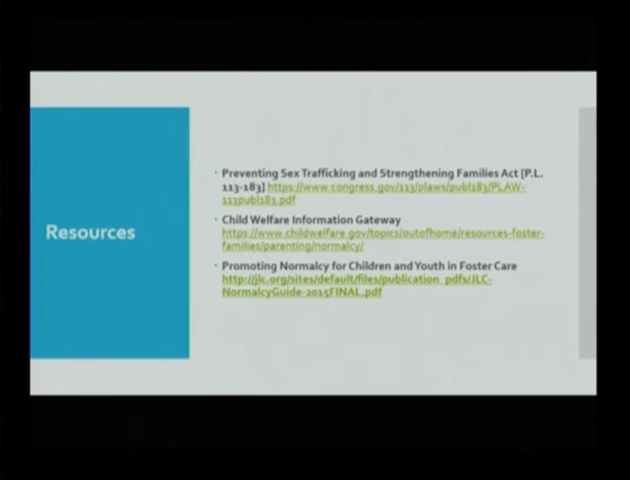 Resources
· Preventing Sex Trafficking and Strengthening Families Act [P.L.
113-183] https://www.congress.gov/113/plaws/publ183/PLAW-
113publ183.pdf
· Child Welfare Information Gateway
https://www.childwelfare.gov/topics/outofhome/resources-foster-
families/parenting/normalcy/
· Promoting Normalcy for Children and Youth in Foster Care
http://jlc.org/sites/default/files/publication_pdfs/JLC-
NormalcyGuide-2015FINAL.pdf